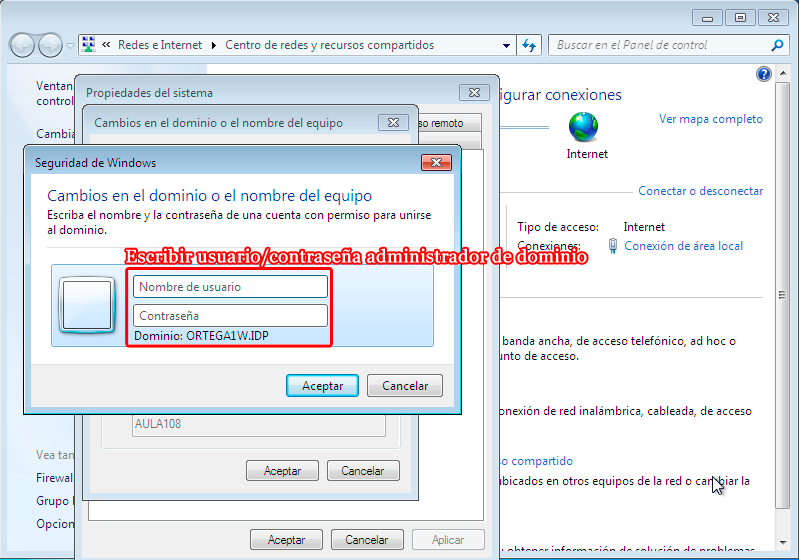 Redes e Internet
Centro de redes y recursos compartidos
Buscar en el Panel de control
Ventan
control
Cambia
Propiedades del sistema
Cambios en el dominio o el nombre del equipo
so remoto
Seguridad de Windows
Cambios en el dominio o el nombre del equipo
Escriba el nombre y la contraseña de una cuenta con permiso para unirse
al dominio.
Escribir usuario/contraseña administrador de dominio
Nombre de usuario
Contraseña
Dominio: ORTEGA1W.IDP
Aceptar
Cancelar
AULA108
Aceptar
Cancelar
Aceptar
Cancelar
Aplicar
Vea tan
Firewal
Grupo
Opcion
igurar conexiones
Ver mapa completo
Internet
Conectar o desconectar
Tipo de acceso:
Internet
Conexiones:
Conexión de área local
banda ancha, de acceso telefónico, ad hoc o
unto de acceso.
onexión de red inalámbrica, cableada, de acceso
so compartido
ubicados en otros equipos de la red o cambiar la
u obtener información de solución de problemas